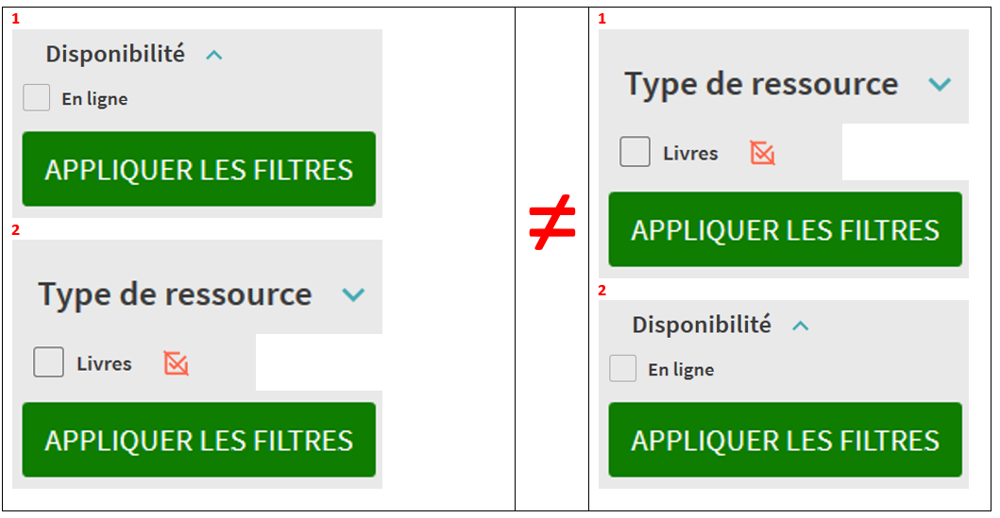 1
Disponibilité
En ligne
APPLIQUER LES FILTRES
2
Type de ressource
Livres
APPLIQUER LES FILTRES
≠
1
Type de ressource
Livres
APPLIQUER LES FILTRES
2
Disponibilité
En ligne
APPLIQUER LES FILTRES